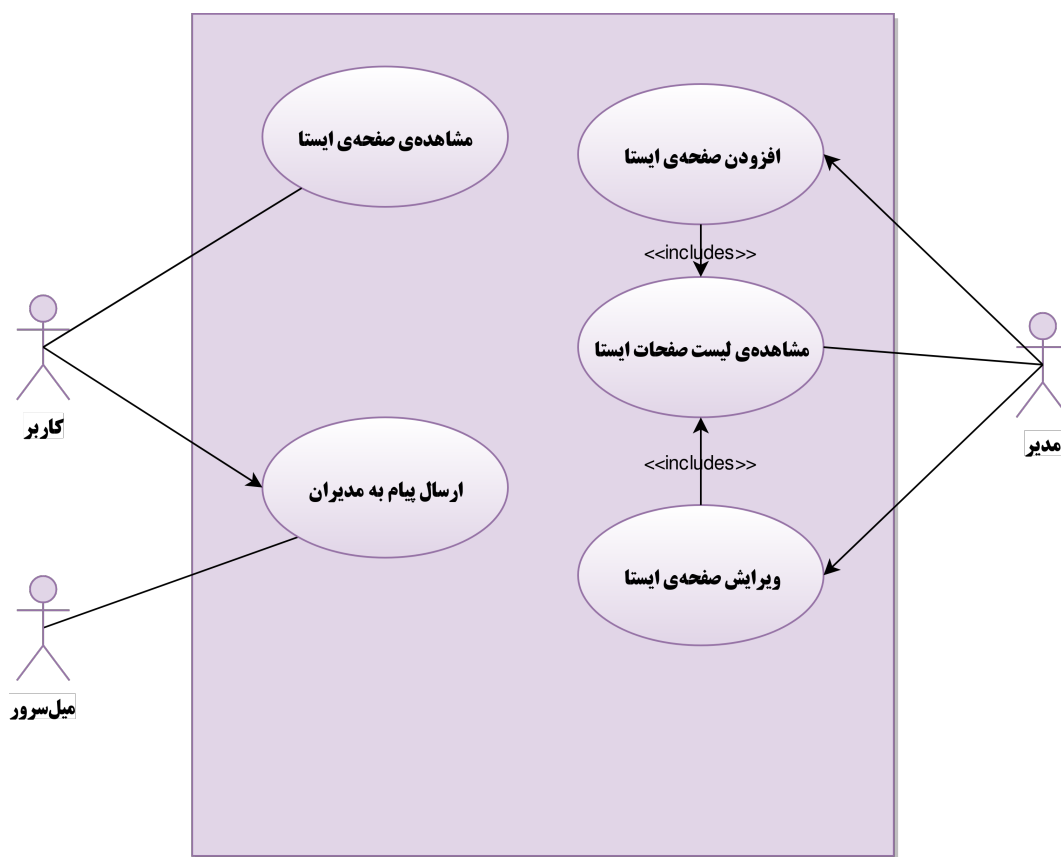 مشاهده‌ی صفحه‌ی ایستا
افزودن صفحه‌ی ایستا
<<includes>>
مشاهده‌ی لیست صفحات ایستا
کاربر
مدیر
<<includes>>
ارسال پیام به مدیران
ویرایش صفحه‌ی ایستا
میل‌سرور